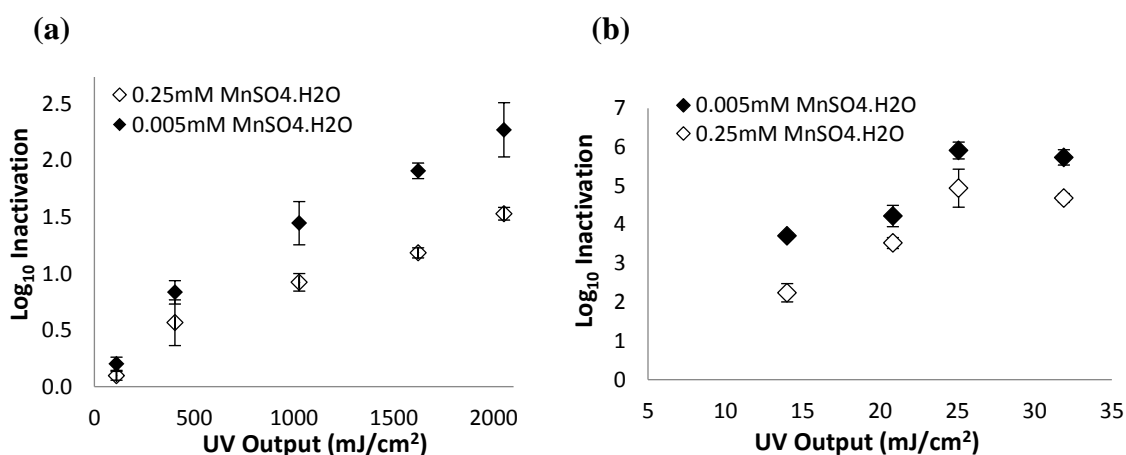 (a)
0.25mM MnSO4.H2O
0.005mM MnSO4.H2O
Log10 Inactivation
2.5
2.0
1.5
1.0
0.5
0.0
0 500 1000 1500 2000
UV Output (mJ/cm2)
(b)
0.005mM MnSO4.H2O
0.25mM MnSO4.H2O
Log10 Inactivation
7
6
5
4
3
2
1
0
5 10 15 20 25 30 35
UV Output (mJ/cm2)